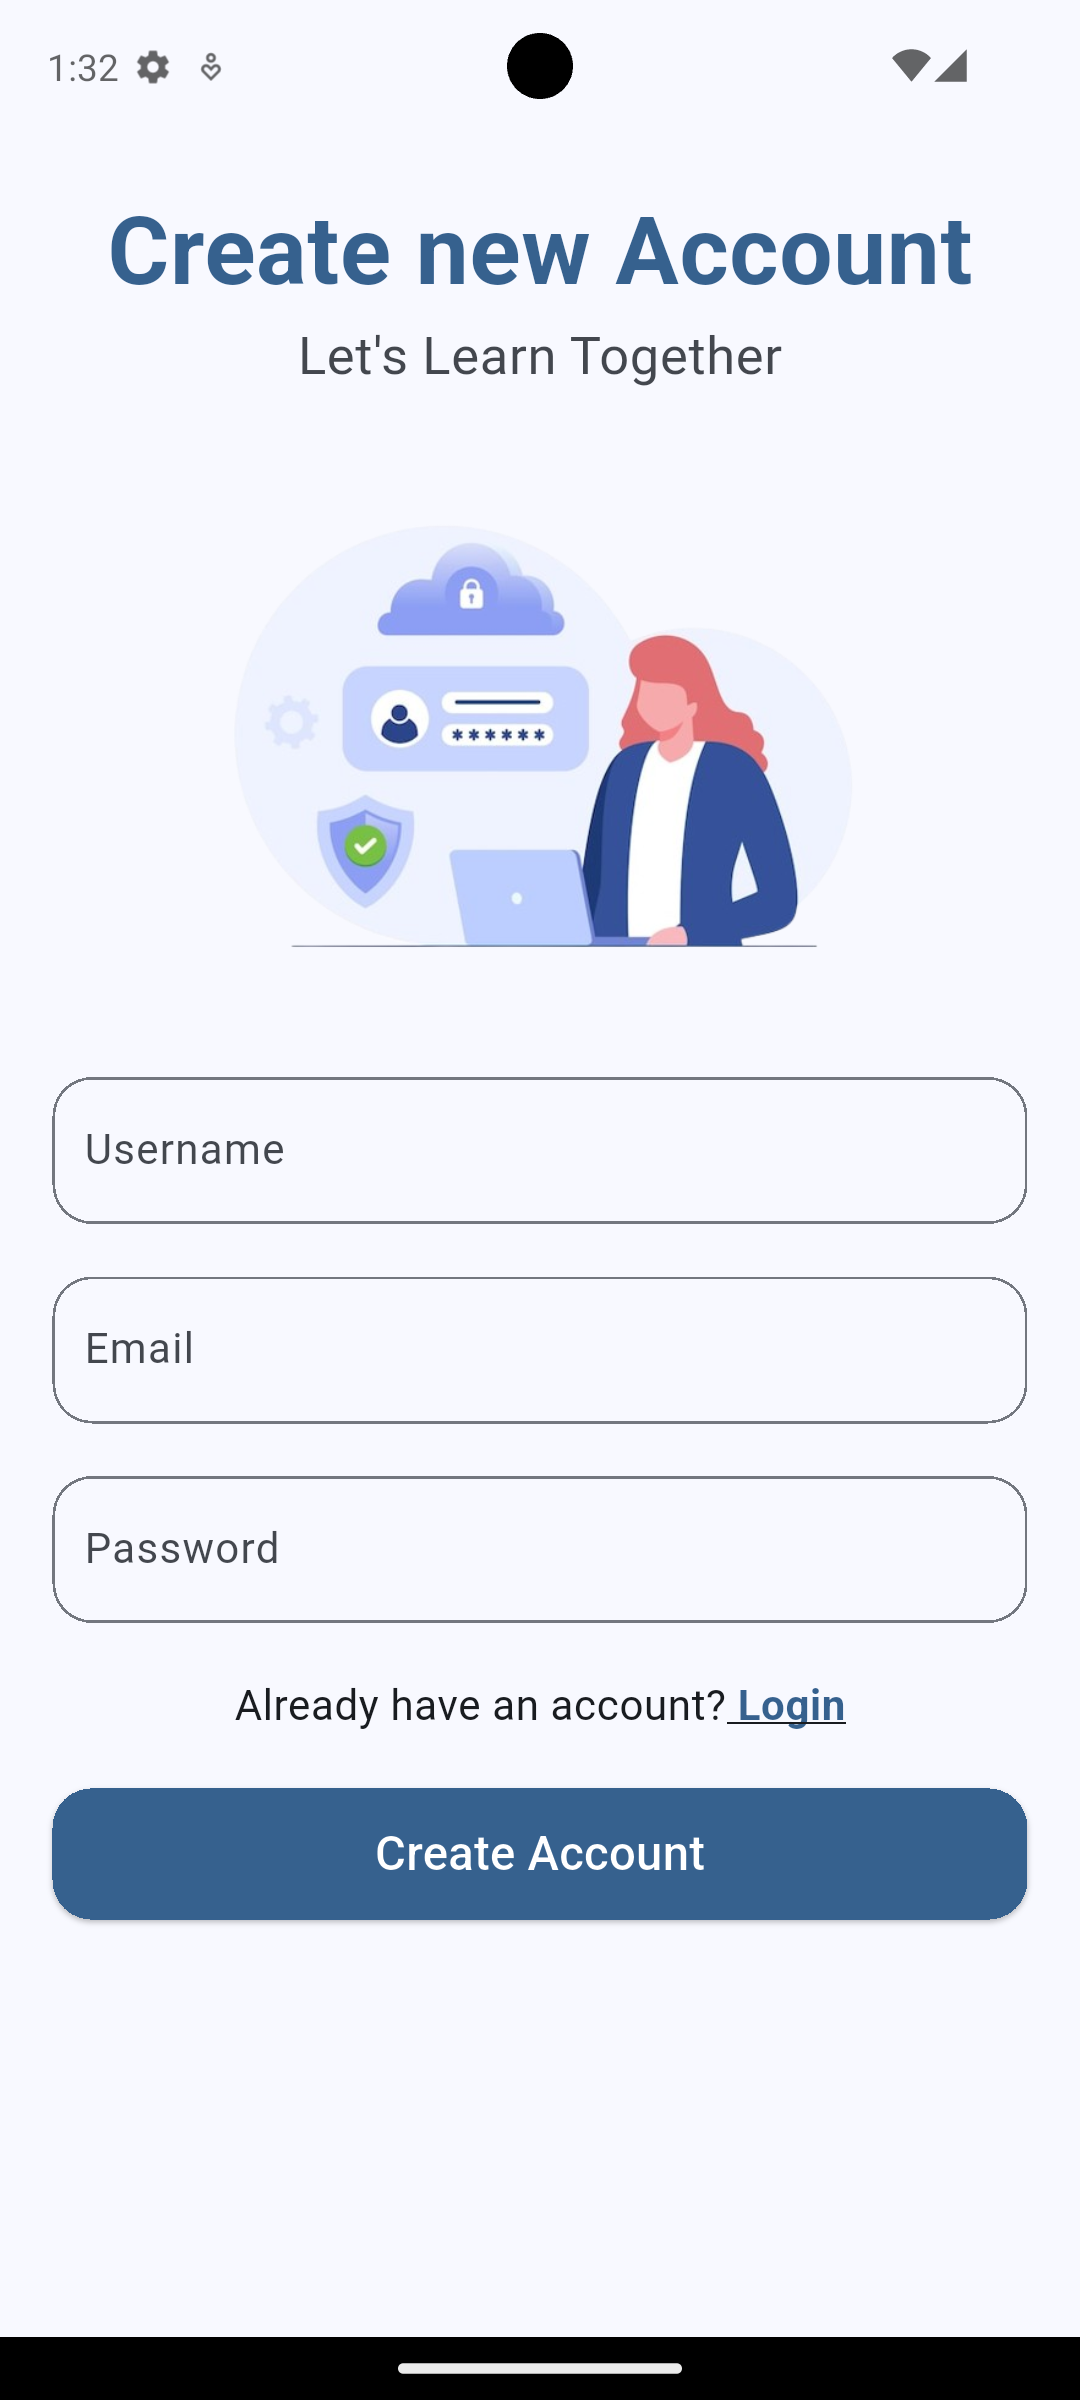 1:32
Create new Account
Let's Learn Together
******
Username
Email
Password
Already have an account? Login
Create Account